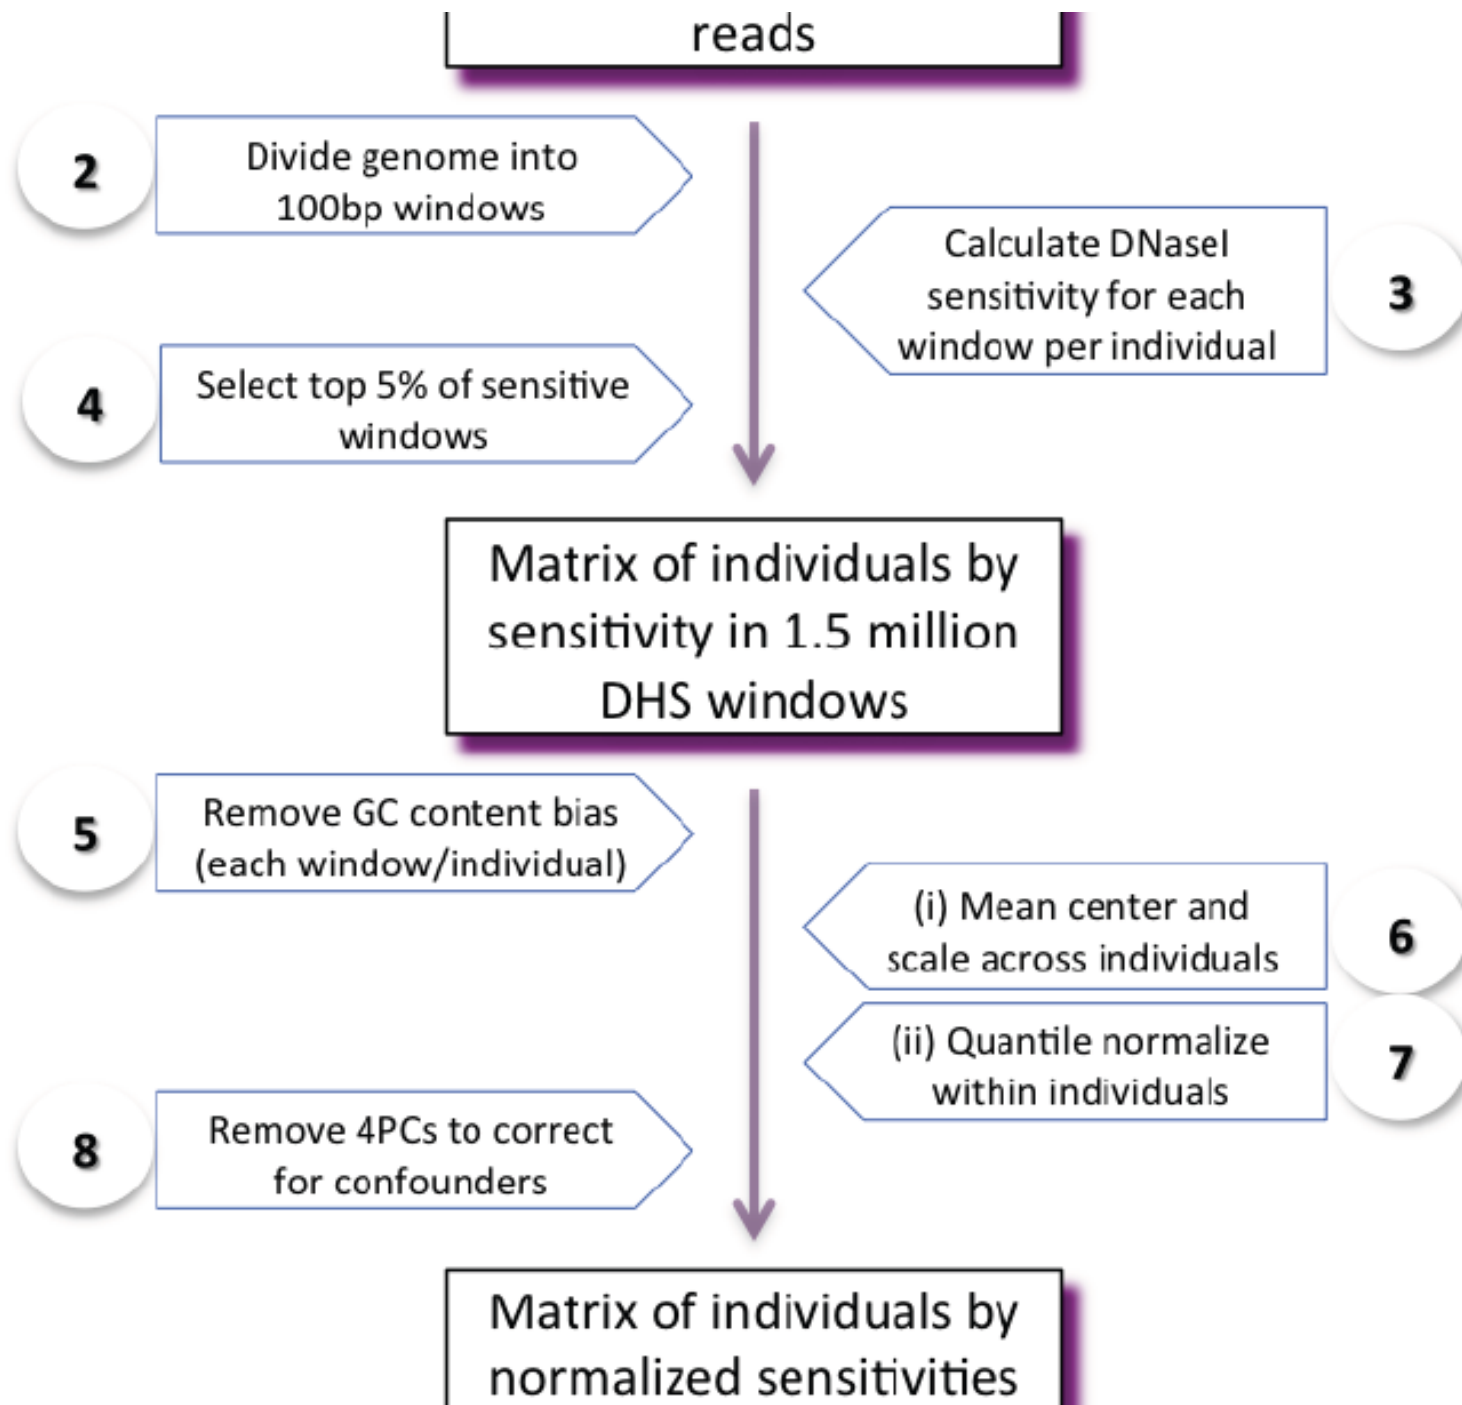 reads
2
Divide genome into
100bp windows
Calculate DNaseI
sensitivity for each
window per individual
3
4
Select top 5% of sensitive
windows
Matrix of individuals by
sensitivity in 1.5 million
DHS windows
5
Remove GC content bias
(each window/individual)
(i) Mean center and
scale across individuals
6
(ii) Quantile normalize
within individuals
7
8
Remove 4PCs to correct
for confounders
Matrix of individuals by
normalized sensitivities